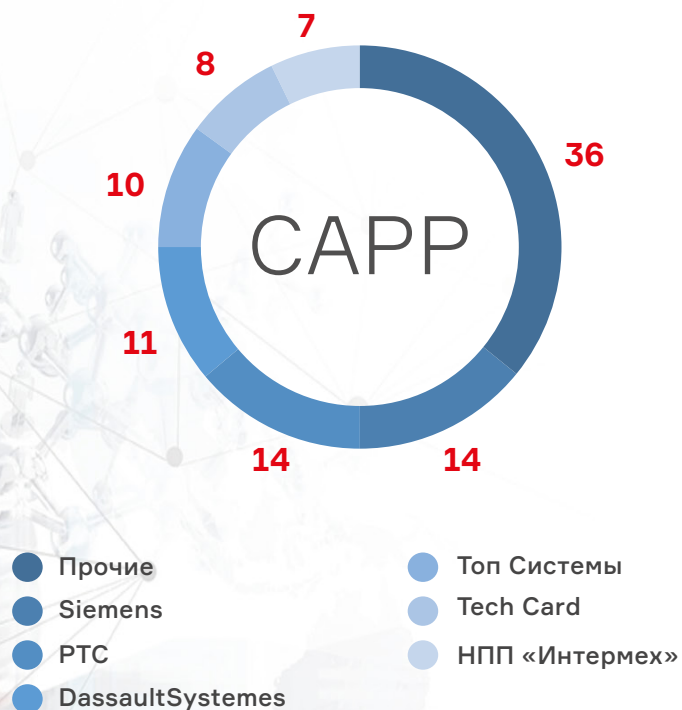 7
8
36
10
CAPP
11
14
14
Прочие
Siemens
PTC
DassaultSystemes
Топ Системы
Tech Card
НПП «Интермех»